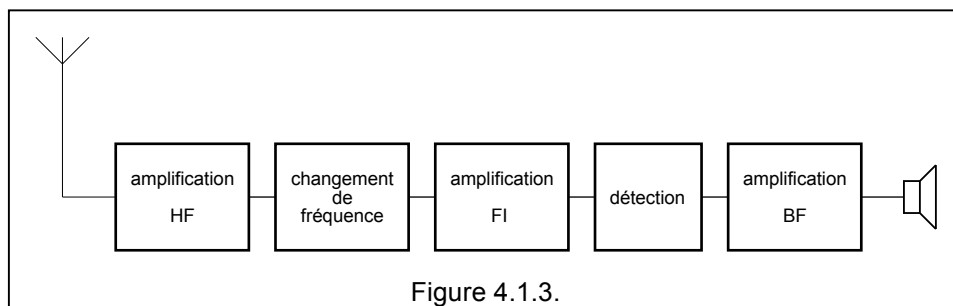 amplification
HF
changement
de
fréquence
amplification
FI
détection
amplification
BF
Figure 4.1.3.